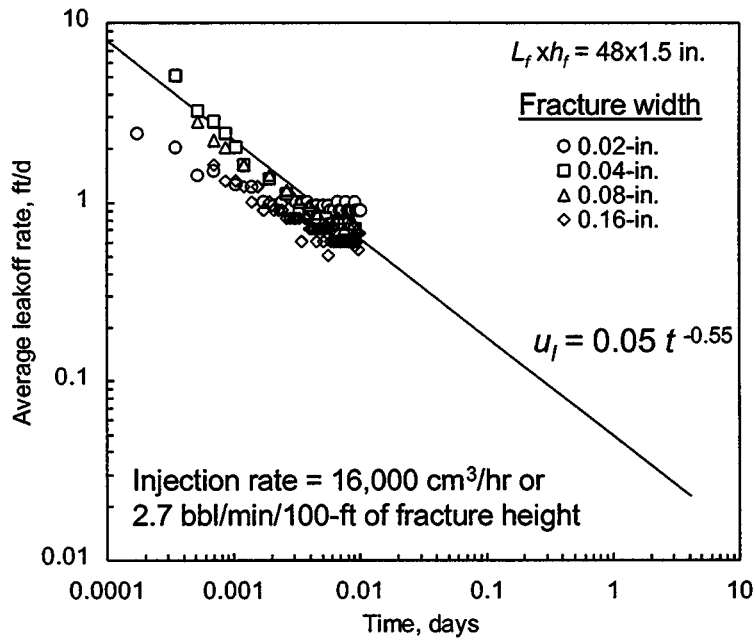 10
1
0.1
0.01
Average leakoff rate, ft/d
L_f x h_f = 48x1.5 in.
Fracture width
○ 0.02-in.
□ 0.04-in.
△ 0.08-in.
◇ 0.16-in.
u_l = 0.05 t^-0.55
Injection rate = 16,000 cm³/hr or
2.7 bbl/min/100-ft of fracture height
0.0001 0.001 0.01 0.1 1 10
Time, days